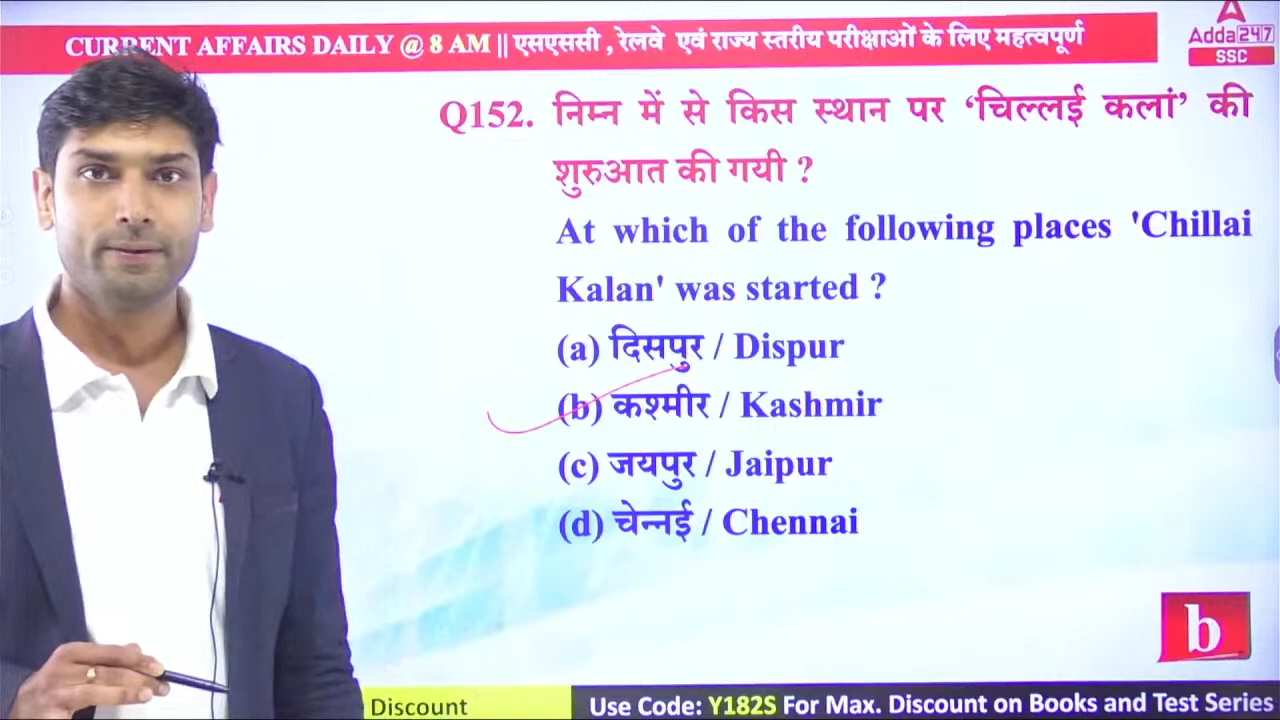 CURRENT AFFAIRS DAILY @ 8 AM || एसएससी , रेलवे एवं राज्य स्तरीय परीक्षाओं के लिए महत्वपूर्ण
Adda247
SSC
Q152. निम्न में से किस स्थान पर ‘चिल्लई कलां’ की
शुरुआत की गयी ?
At which of the following places 'Chillai
Kalan' was started ?
(a) दिसपुर / Dispur
(b) कश्मीर / Kashmir
(c) जयपुर / Jaipur
(d) चेन्नई / Chennai
b
Discount
Use Code: Y182S For Max. Discount on Books and Test Series